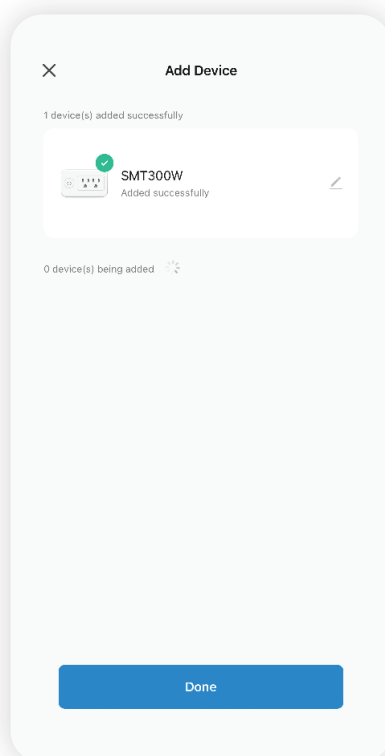 Add Device
1 device(s) added successfully
SMT300W
Added successfully
0 device(s) being added
Done